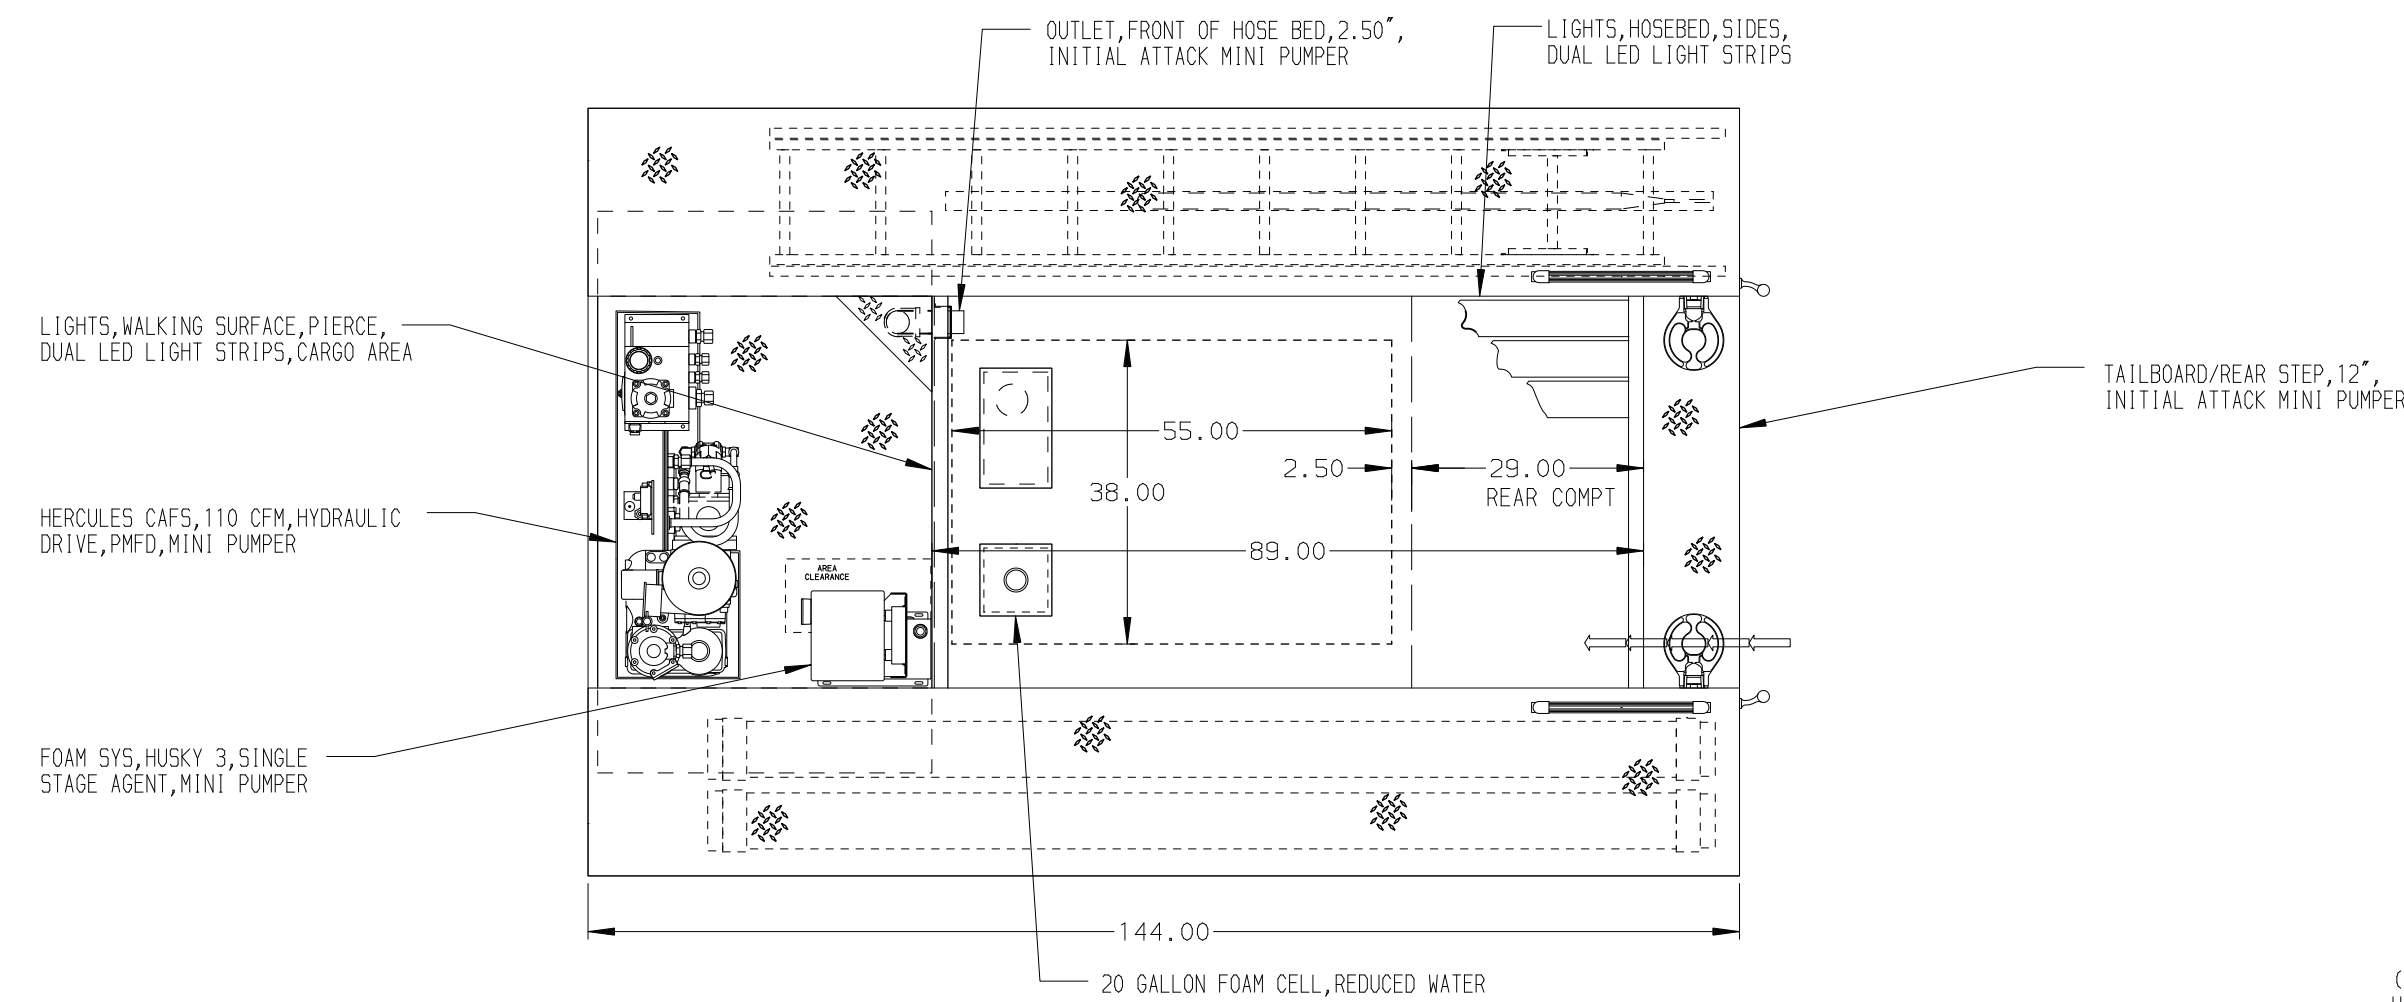 OUTLET,FRONT OF HOSE BED,2.50",
INITIAL ATTACK MINI PUMPER
LIGHTS,HOSEBED,SIDES,
DUAL LED LIGHT STRIPS
LIGHTS,WALKING SURFACE,PIERCE,
DUAL LED LIGHT STRIPS,CARGO AREA
TAILBOARD/REAR STEP,12",
INITIAL ATTACK MINI PUMPER
55.00
2.50
29.00
REAR COMPT
38.00
HERCULES CAFS,110 CFM,HYDRAULIC
DRIVE,PMFD,MINI PUMPER
89.00
AREA
CLEARANCE
FOAM SYS,HUSKY 3,SINGLE
STAGE AGENT,MINI PUMPER
144.00
20 GALLON FOAM CELL,REDUCED WATER